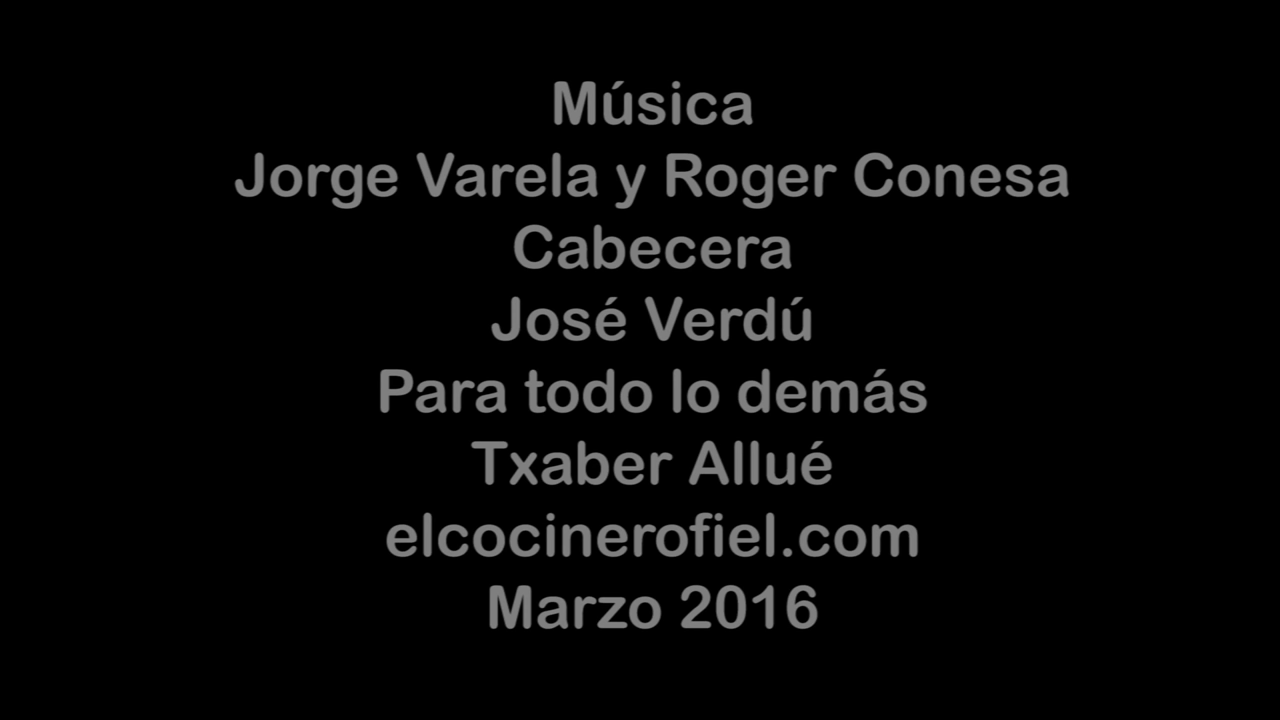 Música
Jorge Varela y Roger Conesa
Cabecera
José Verdú
Para todo lo demás
Txaber Allué
elcocinerofiel.com
Marzo 2016